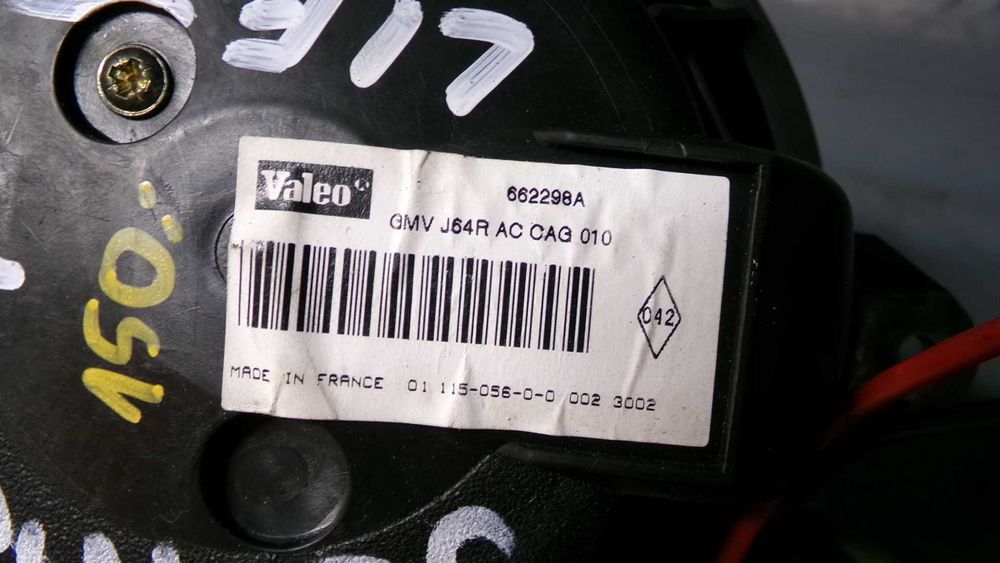 Valeo®
662298A
GMV J64R AC CAG 010
042
MADE IN FRANCE 01 115-056-0-0 002 3002
150.-